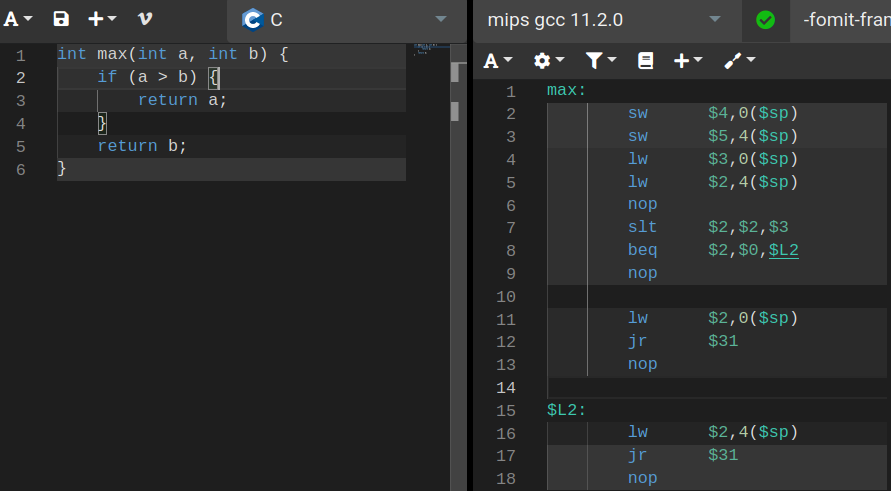 A
C
1 int max(int a, int b) {
2 if (a > b) {
3 return a;
4 }
5 return b;
6 }
mips gcc 11.2.0
-fomit-fran
A
1 max:
2 sw $4,0($sp)
3 sw $5,4($sp)
4 lw $3,0($sp)
5 lw $2,4($sp)
6 nop
7 slt $2,$2,$3
8 beq $2,$0,$L2
9 nop
10
11 lw $2,0($sp)
12 jr $31
13 nop
14
15 $L2:
16 lw $2,4($sp)
17 jr $31
18 nop